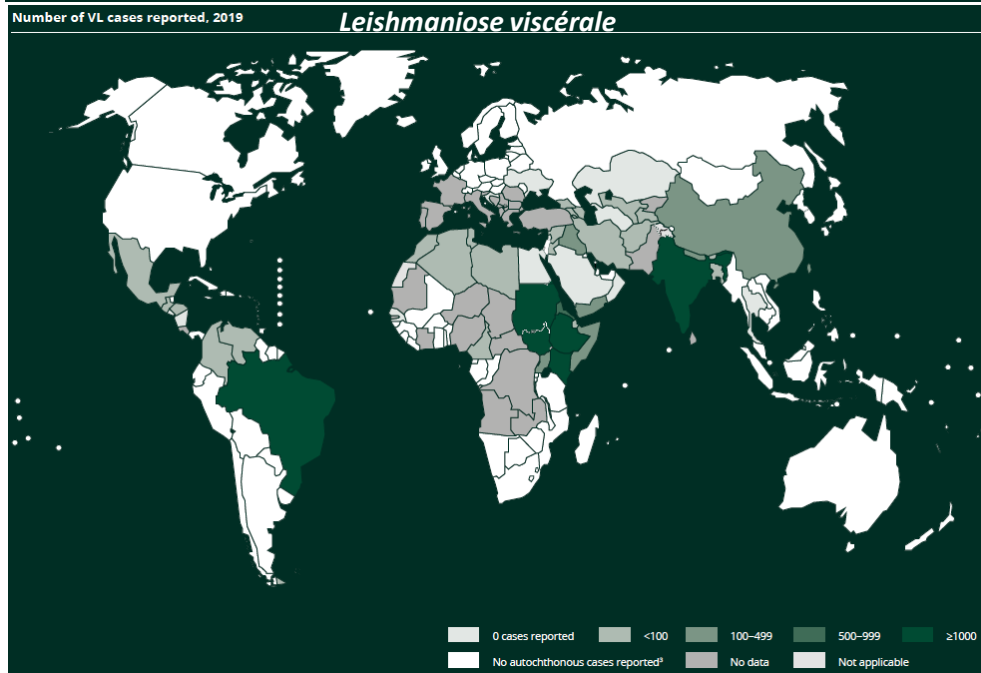 Number of VL cases reported, 2019
Leishmaniose viscérale
0 cases reported <100 100–499 500–999 ≥1000
No autochthonous cases reported³ No data Not applicable